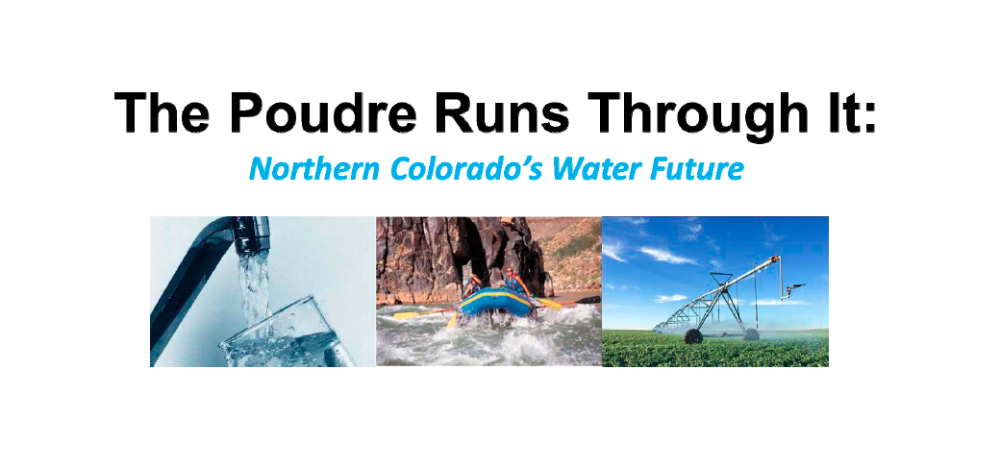 The Poudre Runs Through It:
Northern Colorado’s Water Future